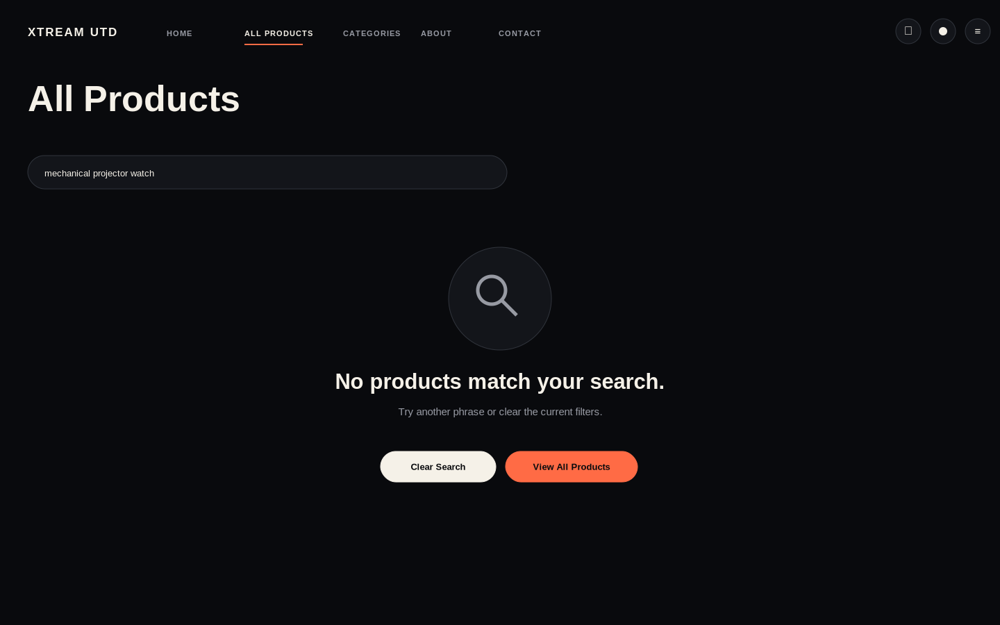 XTREAM UTD
HOME
ALL PRODUCTS
CATEGORIES
ABOUT
CONTACT
All Products
mechanical projector watch
No products match your search.
Try another phrase or clear the current filters.
Clear Search
View All Products